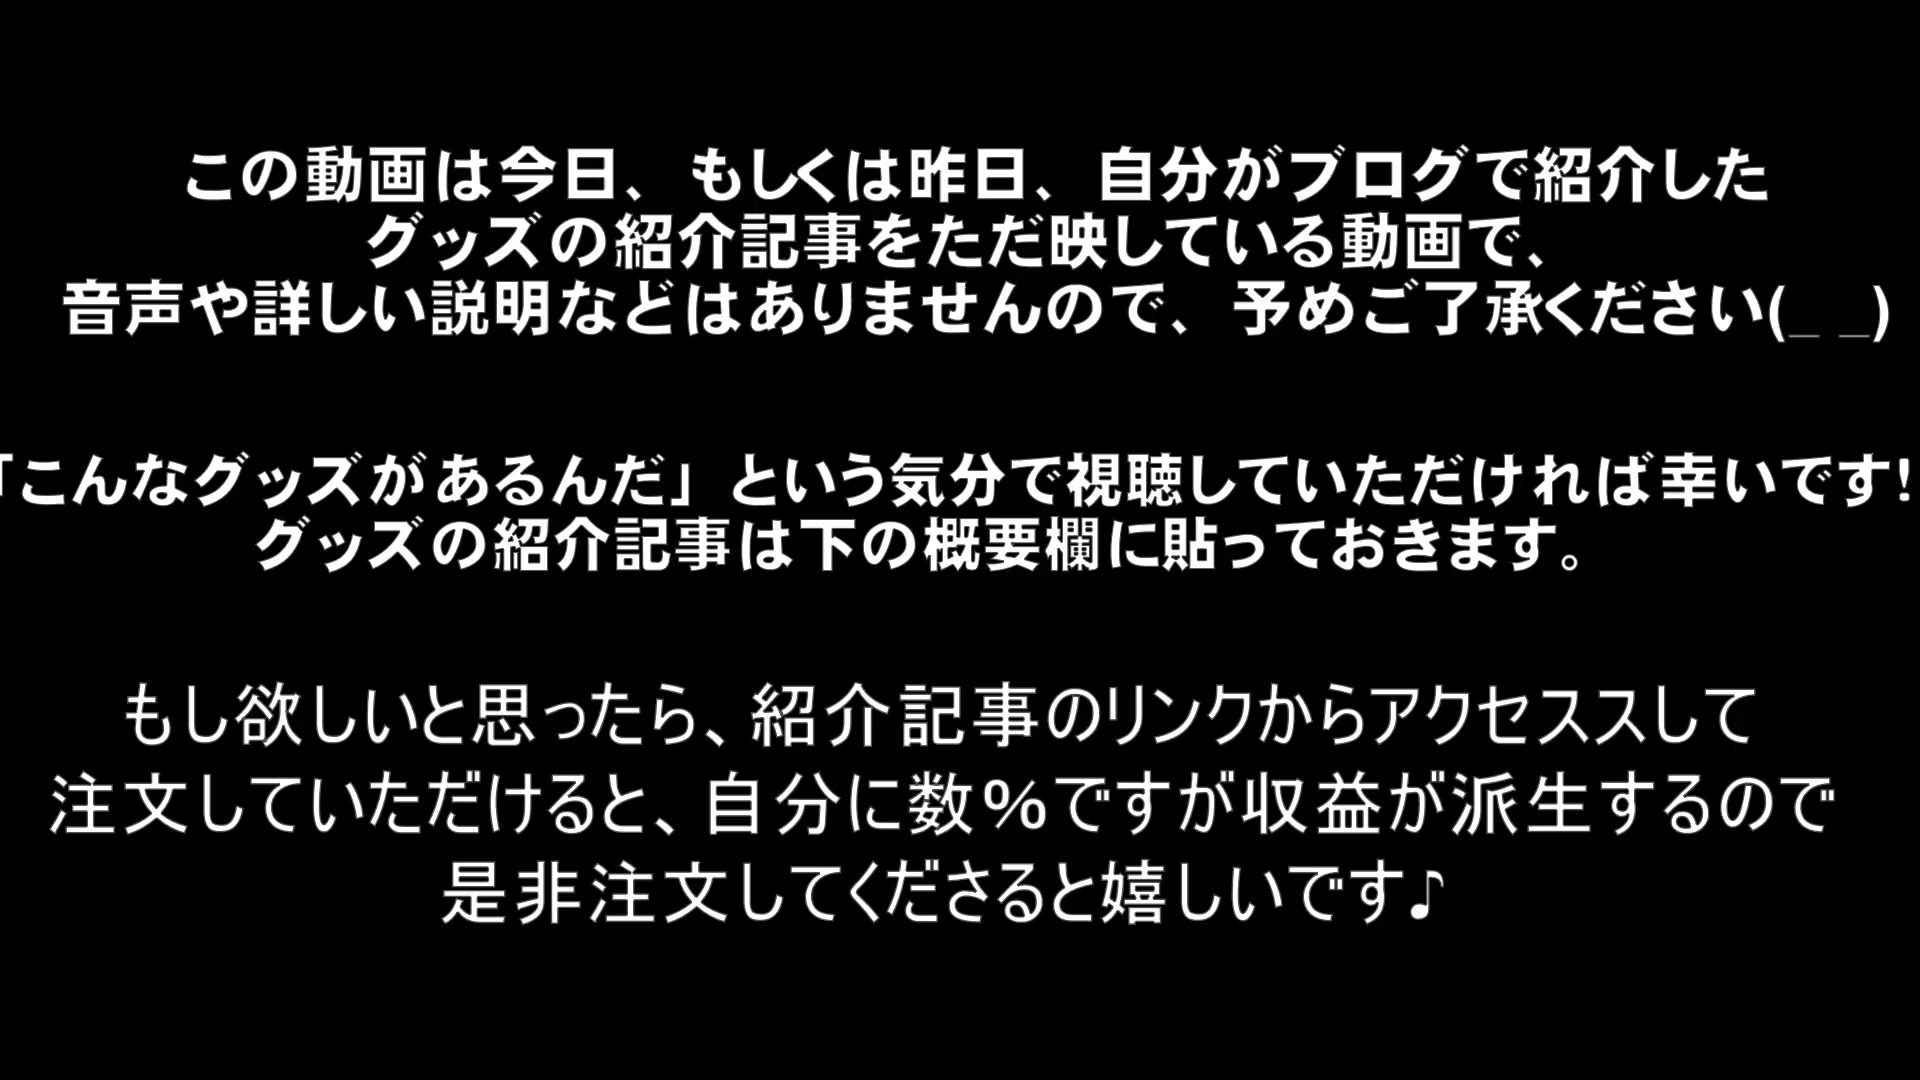 この動画は今日、もしくは昨日、自分がブログで紹介した
グッズの紹介記事をただ映している動画で、
音声や詳しい説明などはありませんので、予めご了承ください(_ _)
「こんなグッズがあるんだ」という気分で視聴していただければ幸いです!
グッズの紹介記事は下の概要欄に貼っておきます。
もし欲しいと思ったら、紹介記事のリンクからアクセススして
注文していただけると、自分に数%ですが収益が派生するので
是非注文してくださると嬉しいです♪